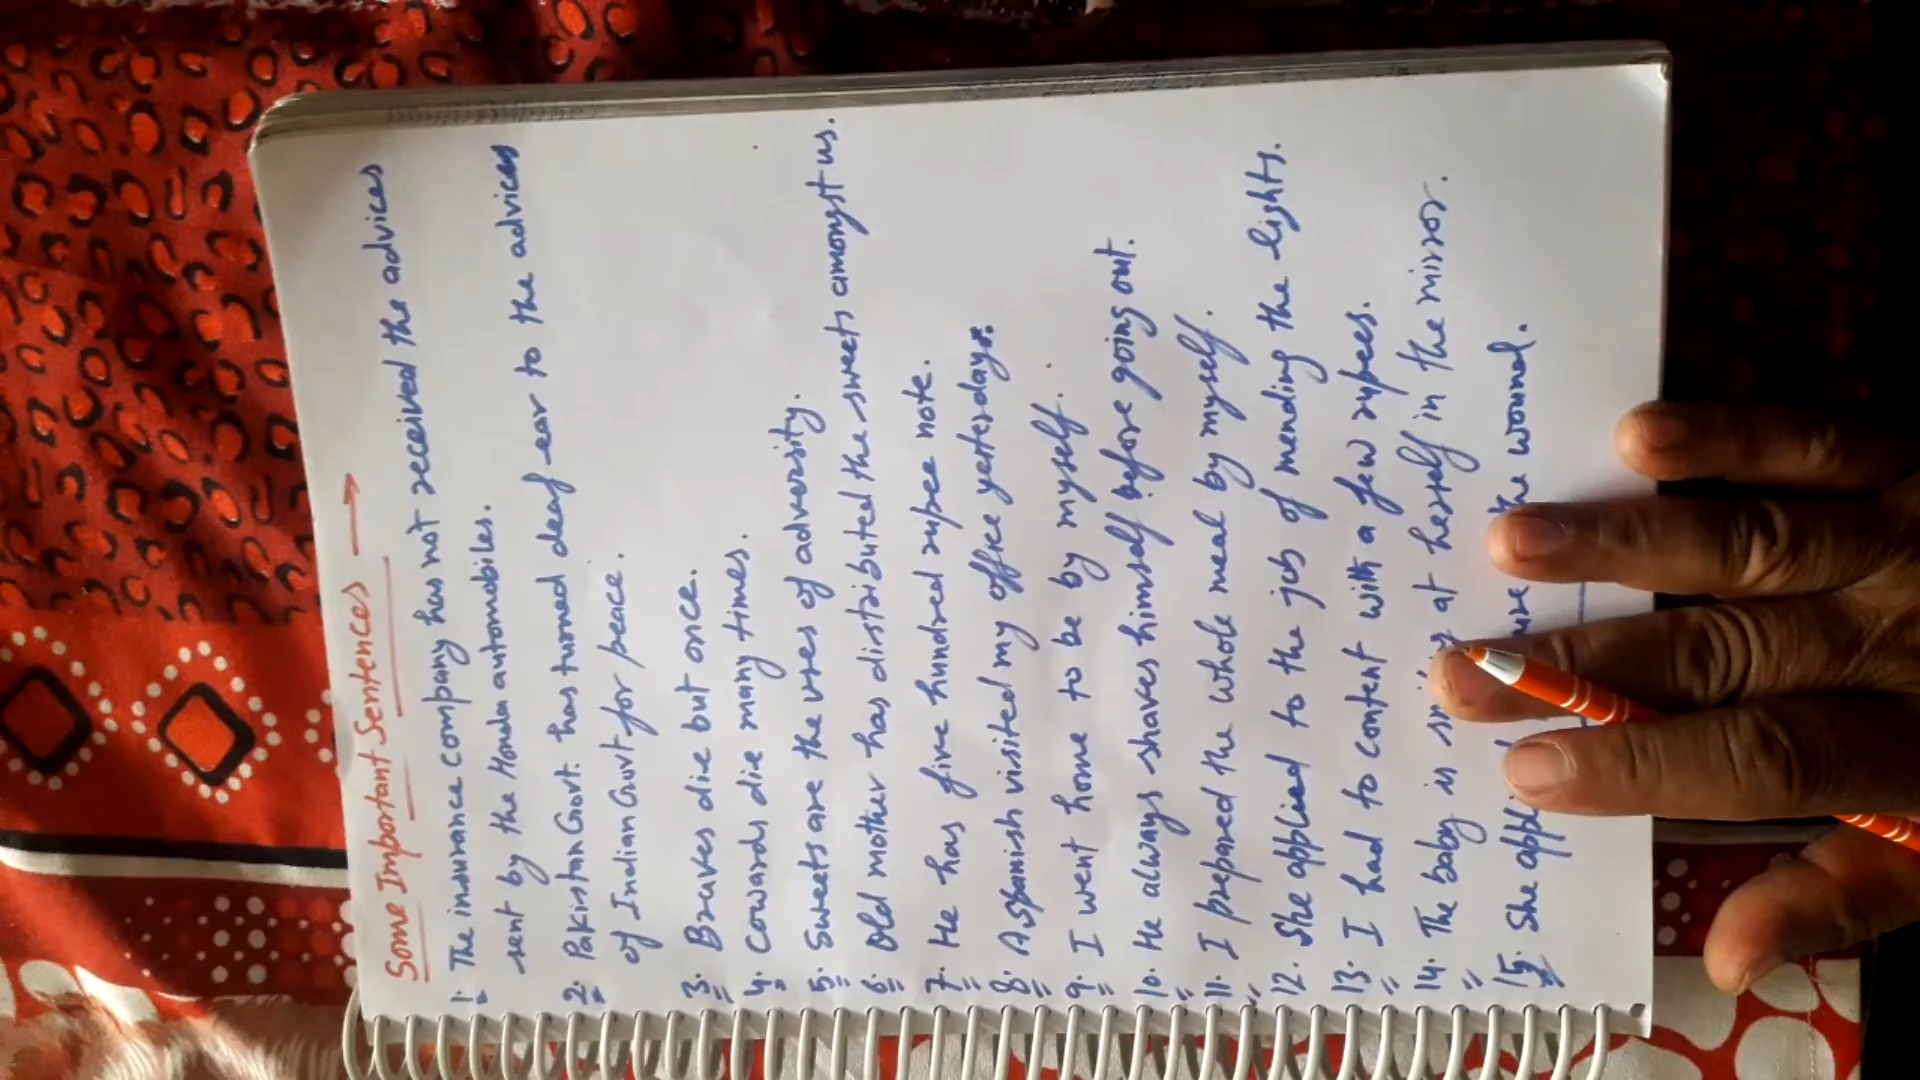 Some Important Sentences →
1. The insurance company has not received the advices
sent by the Honda automobiles.
2. Pakistan Govt. has turned deaf ear to the advices
of Indian Govt for peace.
3. Braves die but once.
4. Cowards die many times.
5. Sweets are the uses of adversity.
6. Old mother has distributed the sweets amongst us.
7. He has five hundred rupee note.
8. A Spanish visited my office yesterday.
9. I went home to be by myself.
10. He always shaves himself before going out.
11. I prepared the whole meal by myself.
12. She applied to the job of mending the lights.
13. I had to content with a few rupees.
14. The baby is at herself in the mirror.
15. She the wound.